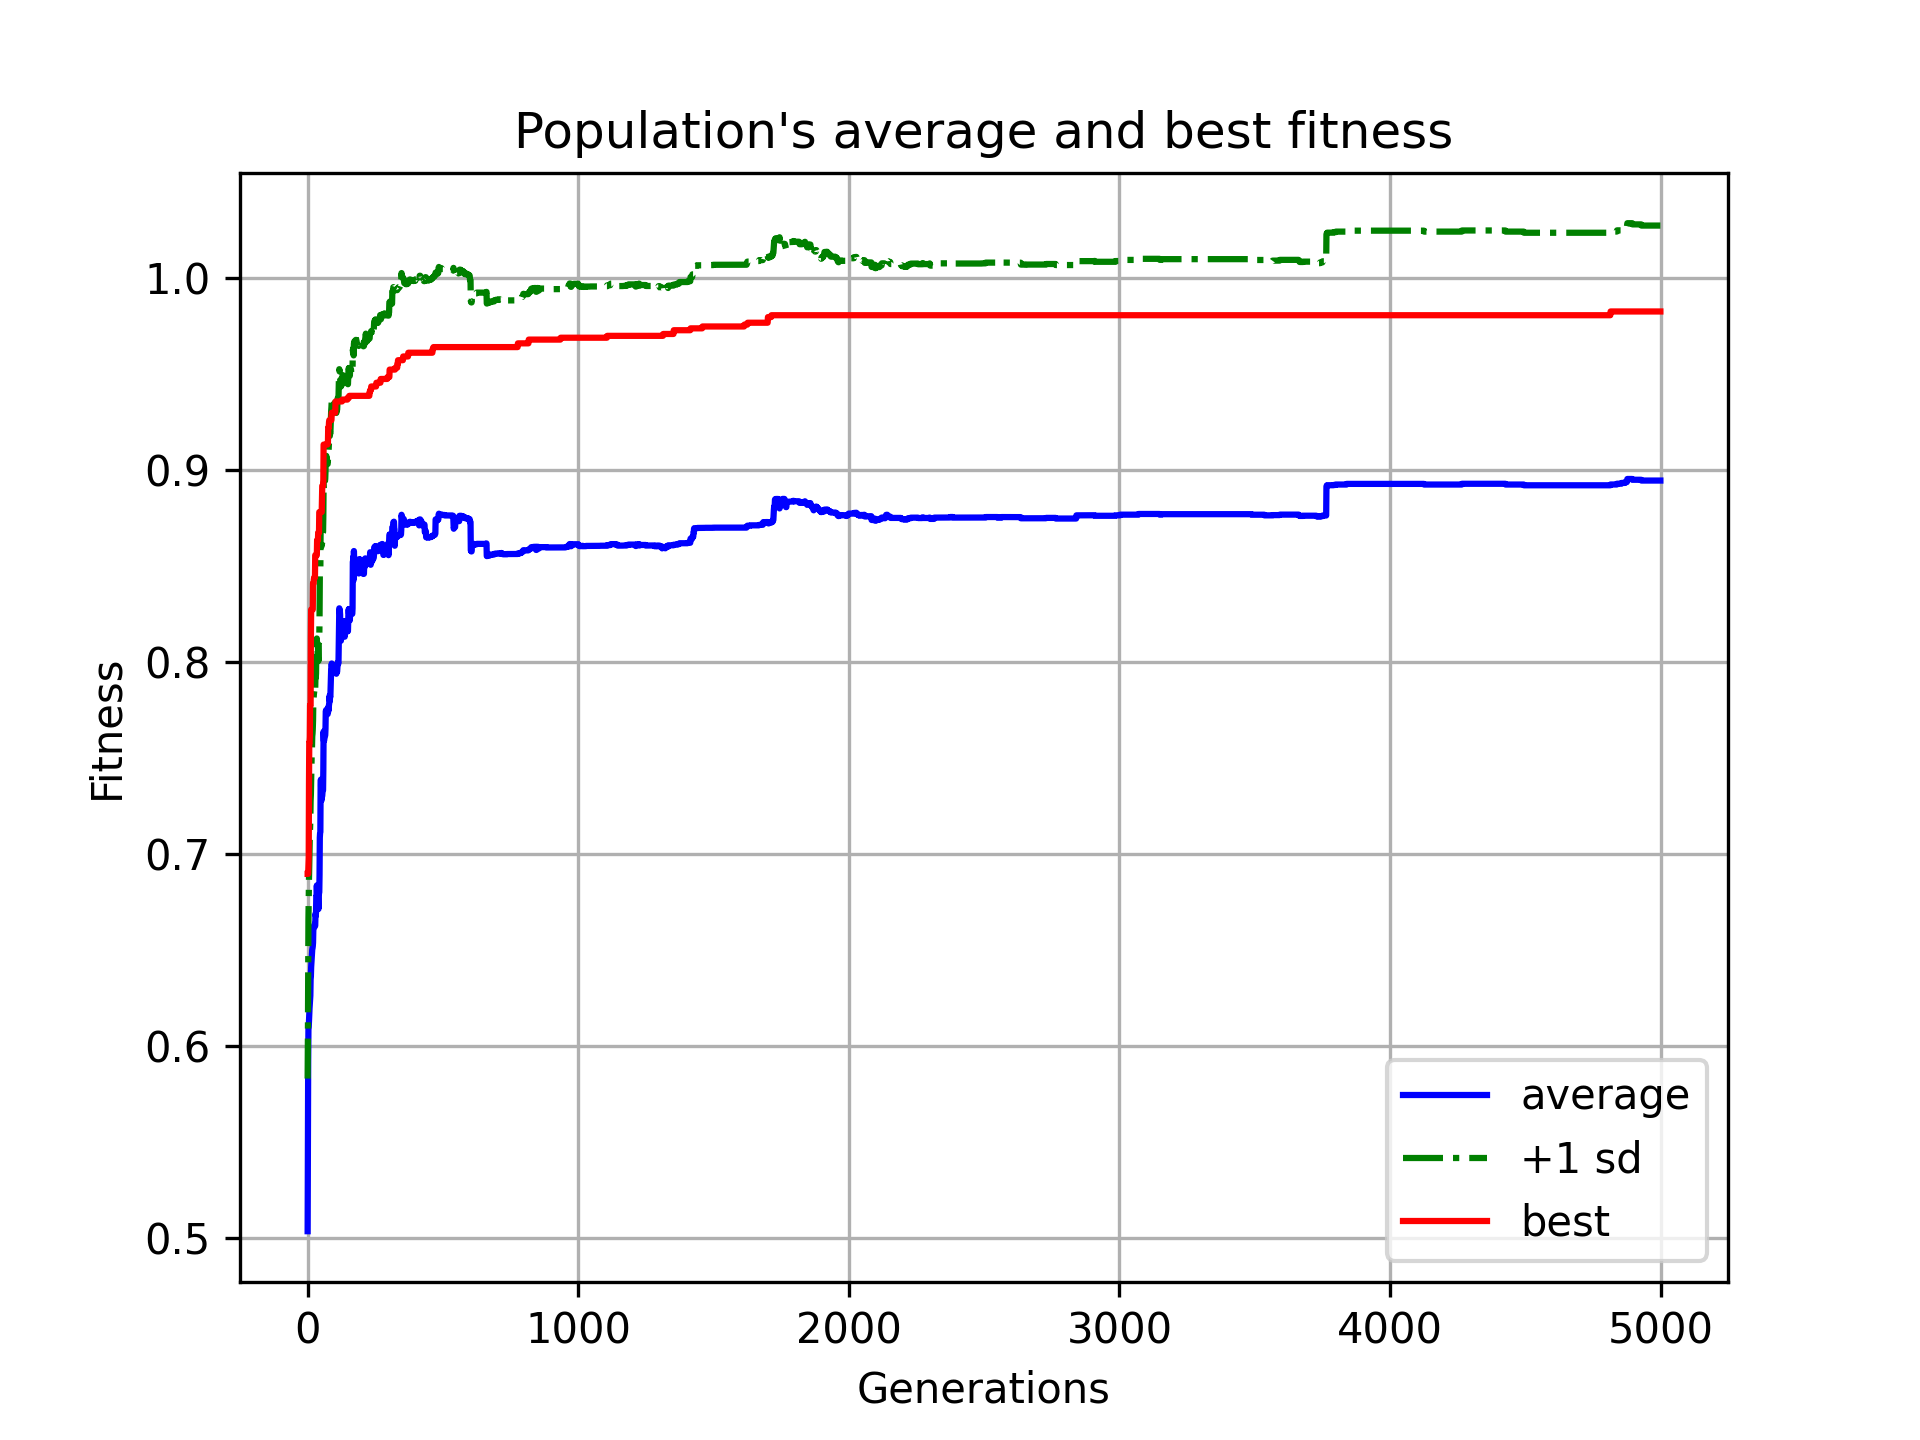 Population's average and best fitness
1.0
0.9
0.8
0.7
0.6
0.5
Fitness
0 1000 2000 3000 4000 5000
Generations
average
+1 sd
best